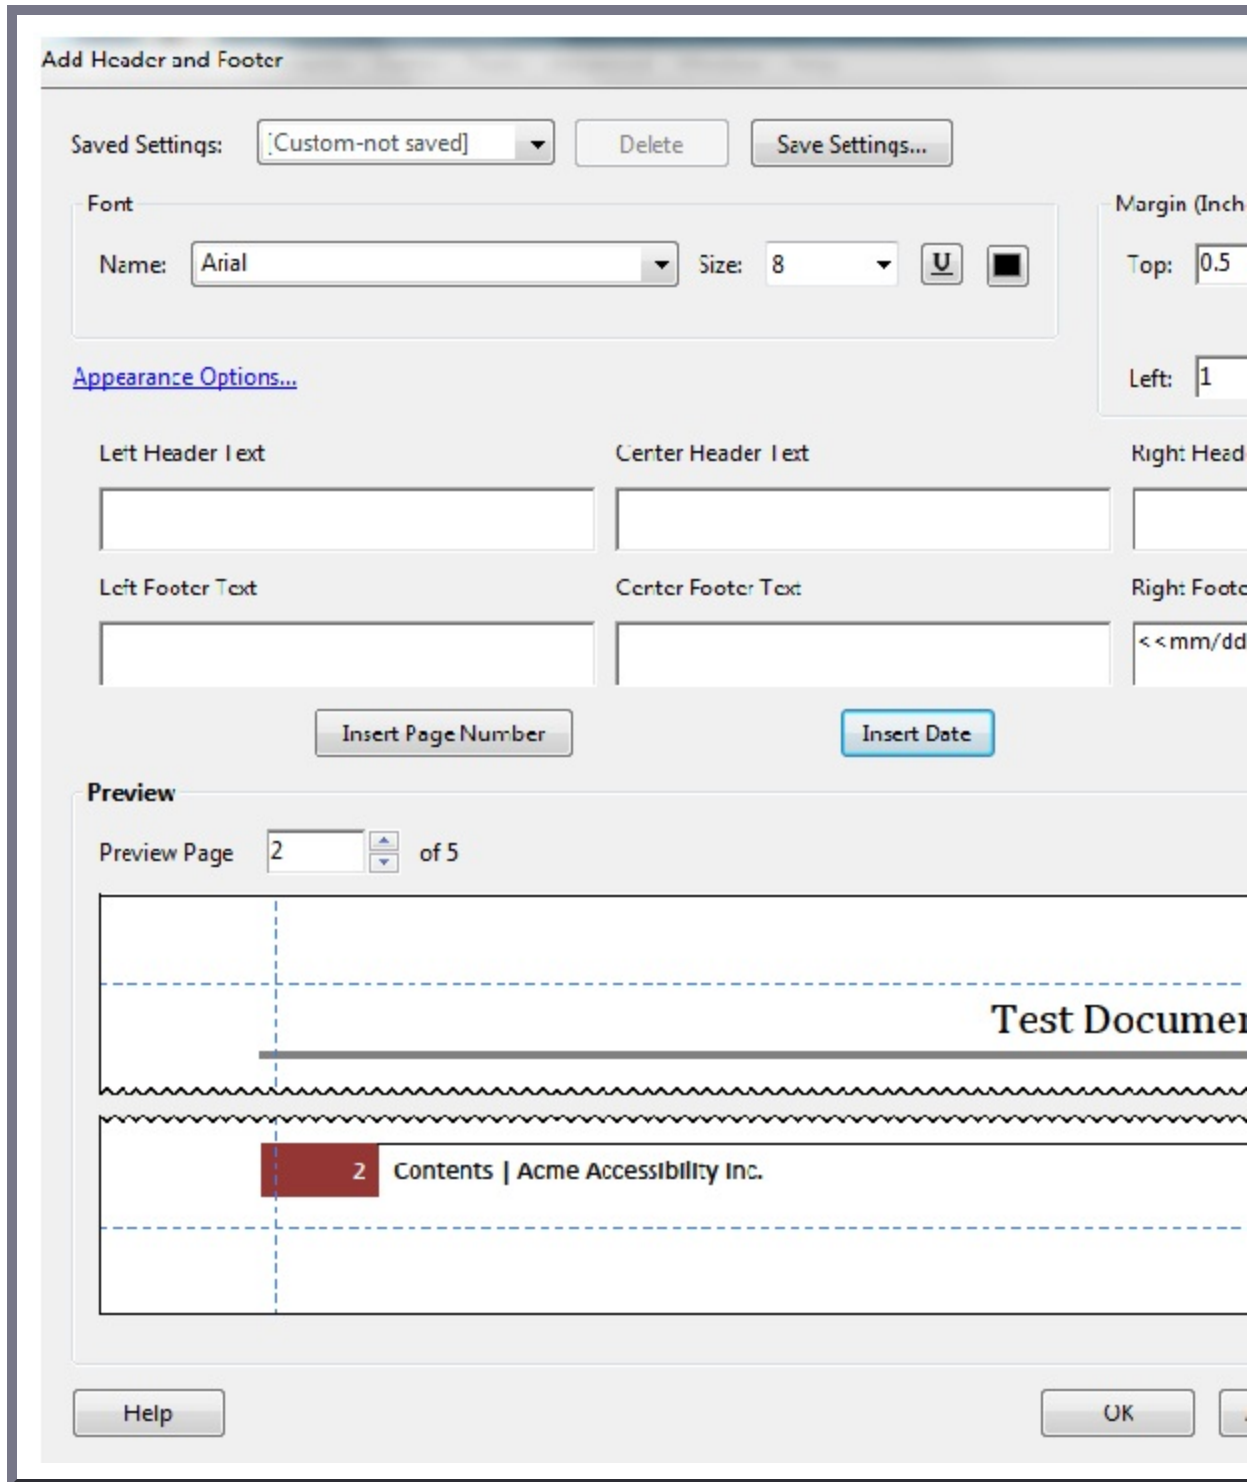 Add Header and Footer
Saved Settings: [Custom-not saved] Delete Save Settings...
Font Margin (Inch
Name: Arial Size: 8 U Top: 0.5
Appearance Options... Left: 1
Left Header Text Center Header Text Right Heade
Left Footer Text Center Footer Text Right Foote
<<mm/dd
Insert Page Number Insert Date
Preview
Preview Page 2 of 5
Test Documen
2 Contents | Acme Accessibility Inc.
Help OK